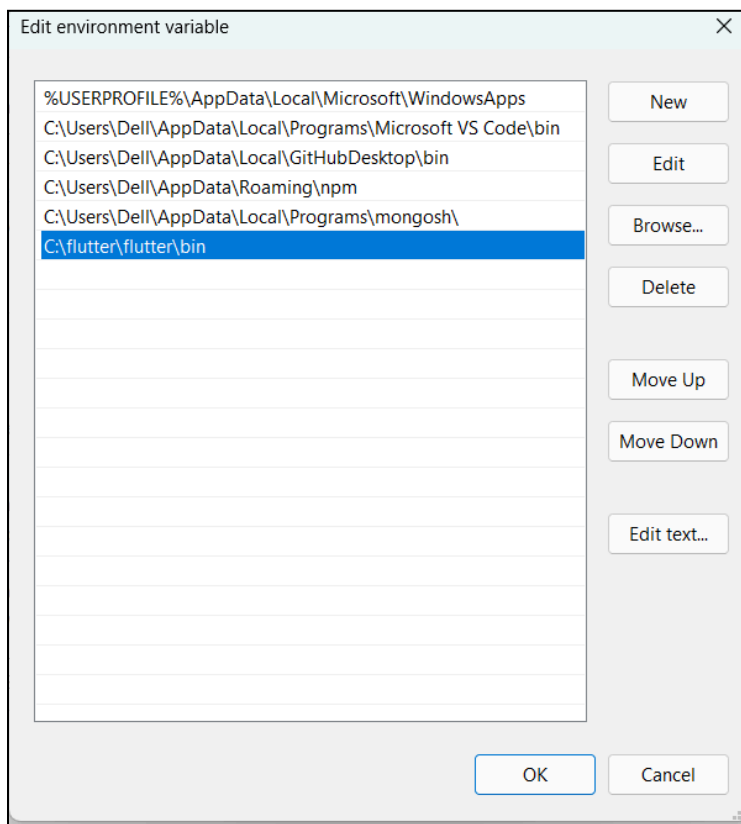 Edit environment variable
%USERPROFILE%\AppData\Local\Microsoft\WindowsApps
C:\Users\Dell\AppData\Local\Programs\Microsoft VS Code\bin
C:\Users\Dell\AppData\Local\GitHubDesktop\bin
C:\Users\Dell\AppData\Roaming\npm
C:\Users\Dell\AppData\Local\Programs\mongosh\
C:\flutter\flutter\bin
New
Edit
Browse...
Delete
Move Up
Move Down
Edit text...
OK
Cancel